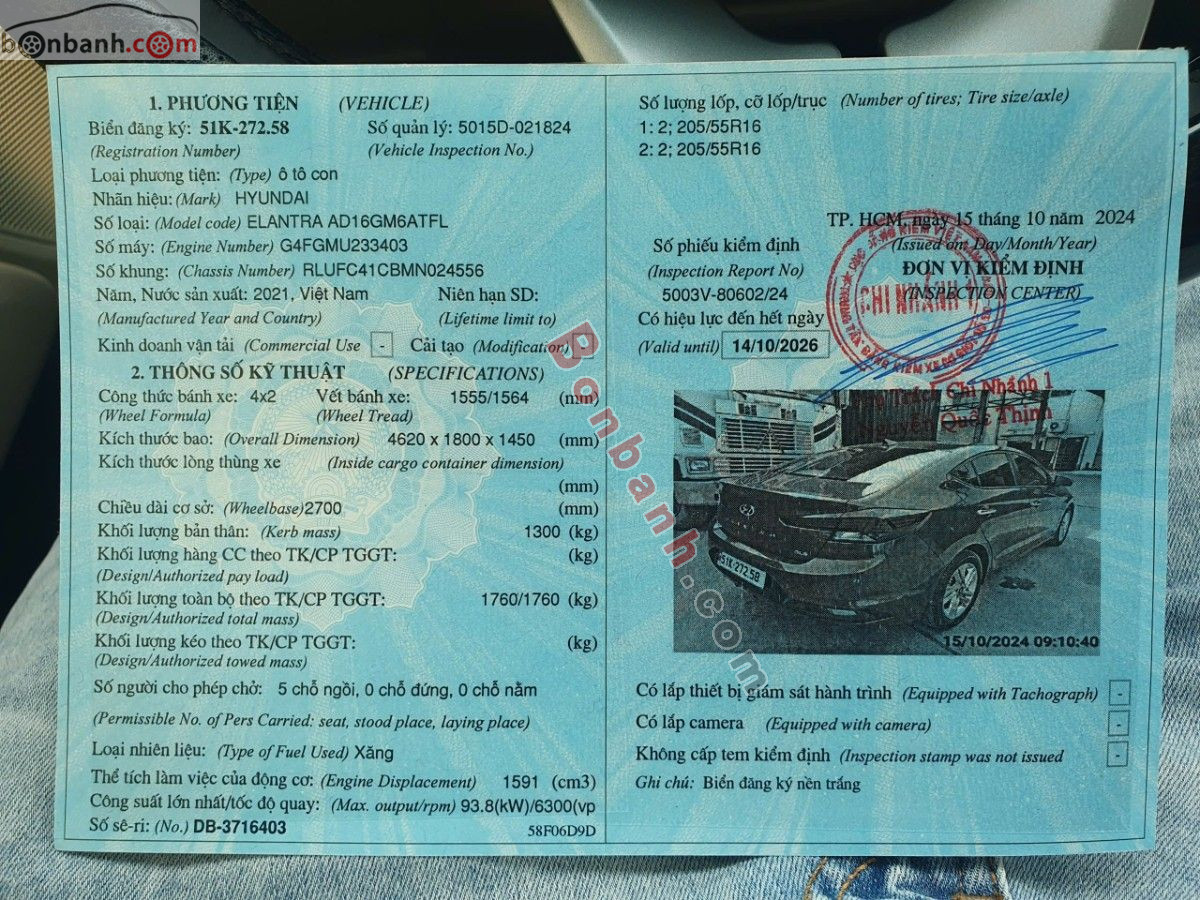 bonbanh.com
1. PHƯƠNG TIỆN (VEHICLE)
Biển đăng ký: 51K-272.58 Số quản lý: 5015D-021824
(Registration Number) (Vehicle Inspection No.)
Loại phương tiện: (Type) ô tô con
Nhãn hiệu: (Mark) HYUNDAI
Số loại: (Model code) ELANTRA AD16GM6ATFL
Số máy: (Engine Number) G4FGMU233403
Số khung: (Chassis Number) RLUFC41CBMN024556
Năm, Nước sản xuất: 2021, Việt Nam Niên hạn SD:
(Manufactured Year and Country) (Lifetime limit to)
Kinh doanh vận tải (Commercial Use - Cải tạo (Modification) -
2. THÔNG SỐ KỸ THUẬT (SPECIFICATIONS)
Công thức bánh xe: 4x2 Vết bánh xe: 1555/1564 (mm)
(Wheel Formula) (Wheel Tread)
Kích thước bao: (Overall Dimension) 4620 x 1800 x 1450 (mm)
Kích thước lòng thùng xe (Inside cargo container dimension)
(mm)
Chiều dài cơ sở: (Wheelbase)2700 (mm)
Khối lượng bản thân: (Kerb mass) 1300 (kg)
Khối lượng hàng CC theo TK/CP TGGT: (kg)
(Design/Authorized pay load)
Khối lượng toàn bộ theo TK/CP TGGT: 1760/1760 (kg)
(Design/Authorized total mass)
Khối lượng kéo theo TK/CP TGGT: (kg)
(Design/Authorized towed mass)
Số người cho phép chở: 5 chỗ ngồi, 0 chỗ đứng, 0 chỗ nằm
(Permissible No. of Pers Carried: seat, stood place, laying place)
Loại nhiên liệu: (Type of Fuel Used) Xăng
Thể tích làm việc của động cơ: (Engine Displacement) 1591 (cm3)
Công suất lớn nhất/tốc độ quay: (Max. output/rpm) 93.8(kW)/6300(vp
Số sê-ri: (No.) DB-3716403 58F06D9D
Số lượng lốp, cỡ lốp/trục (Number of tires; Tire size/axle)
1: 2; 205/55R16
2: 2; 205/55R16
TP. HCM, ngày 15 tháng 10 năm 2024
(Issued on: Day/Month/Year)
Số phiếu kiểm định
(Inspection Report No)
5003V-80602/24
ĐƠN VỊ KIỂM ĐỊNH
(INSPECTION CENTER)
CHI NHÁNH 1
Có hiệu lực đến hết ngày
(Valid until) 14/10/2026
Phụ Trách Chi Nhánh 1
Nguyễn Quốc Thịnh
51K-272.58
15/10/2024 09:10:40
Bonbanh.com
Có lắp thiết bị giám sát hành trình (Equipped with Tachograph) -
Có lắp camera (Equipped with camera) -
Không cấp tem kiểm định (Inspection stamp was not issued -
Ghi chú: Biển đăng ký nền trắng